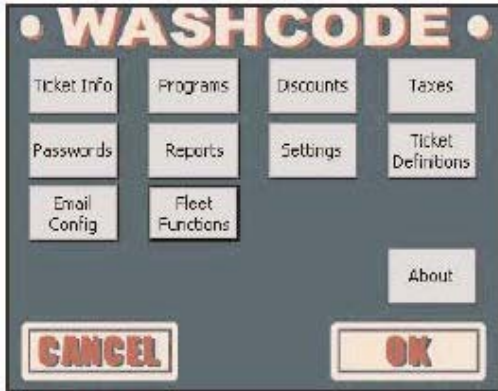 • WASHCODE •
Ticket Info Programs Discounts Taxes
Passwords Reports Settings Ticket Definitions
Email Config Fleet Functions
About
CANCEL OK